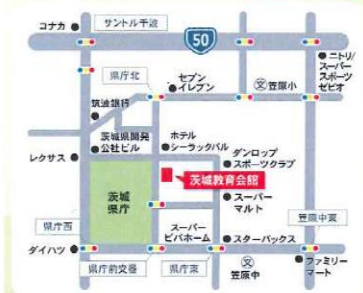 コナカ
サントル千波
50
ニトリ/
スーパー
スポーツ
ゼビオ
県庁北
セブン
イレブン
文
笠原小
筑波銀行
茨城県開発
公社ビル
ホテル
シーラックパル
レクサス
ダンロップ
スポーツクラブ
茨城教育会館
茨城
県庁
スーパー
マルト
県庁西
スーパー
ビバホーム
笠原中東
ダイハツ
スターバックス
県庁前交番
県庁東
文
笠原中
ファミリー
マート